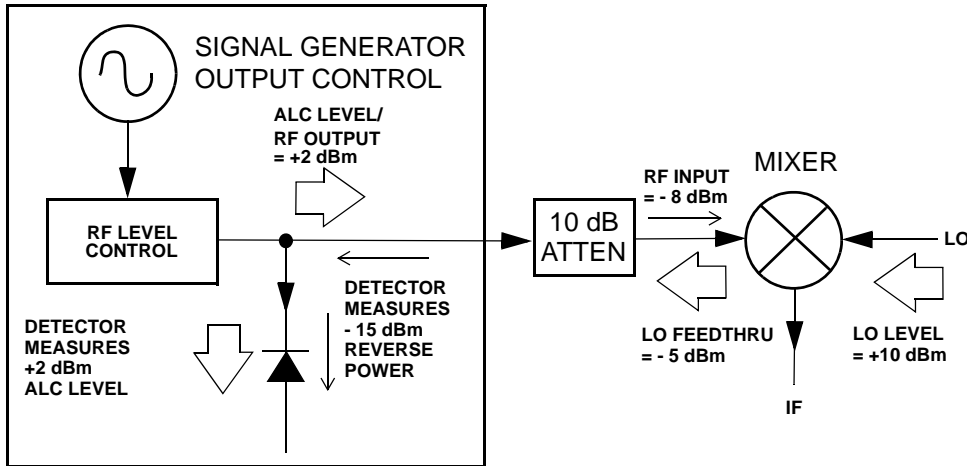 SIGNAL GENERATOR
OUTPUT CONTROL
ALC LEVEL/
RF OUTPUT
= +2 dBm
RF LEVEL
CONTROL
DETECTOR
MEASURES
+2 dBm
ALC LEVEL
DETECTOR
MEASURES
- 15 dBm
REVERSE
POWER
10 dB
ATTEN
RF INPUT
= - 8 dBm
MIXER
LO
LO FEEDTHRU
= - 5 dBm
LO LEVEL
= +10 dBm
IF